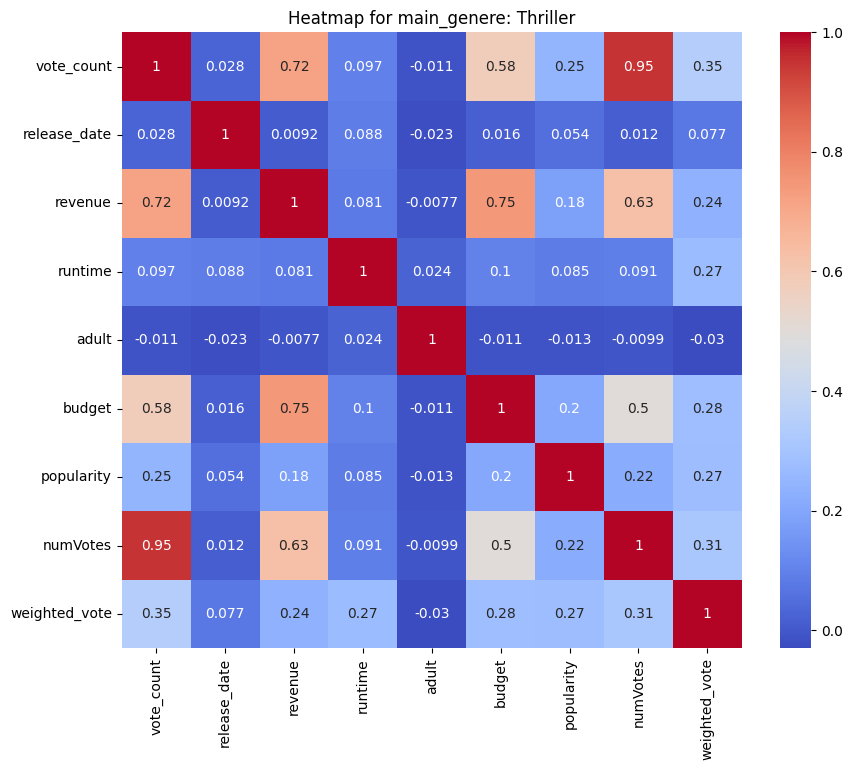 Heatmap for main_genere: Thriller
vote_count 1 0.028 0.72 0.097 -0.011 0.58 0.25 0.95 0.35
release_date 0.028 1 0.0092 0.088 -0.023 0.016 0.054 0.012 0.077
revenue 0.72 0.0092 1 0.081 -0.0077 0.75 0.18 0.63 0.24
runtime 0.097 0.088 0.081 1 0.024 0.1 0.085 0.091 0.27
adult -0.011 -0.023 -0.0077 0.024 1 -0.011 -0.013 -0.0099 -0.03
budget 0.58 0.016 0.75 0.1 -0.011 1 0.2 0.5 0.28
popularity 0.25 0.054 0.18 0.085 -0.013 0.2 1 0.22 0.27
numVotes 0.95 0.012 0.63 0.091 -0.0099 0.5 0.22 1 0.31
weighted_vote 0.35 0.077 0.24 0.27 -0.03 0.28 0.27 0.31 1
vote_count
release_date
revenue
runtime
adult
budget
popularity
numVotes
weighted_vote
1.0
0.8
0.6
0.4
0.2
0.0